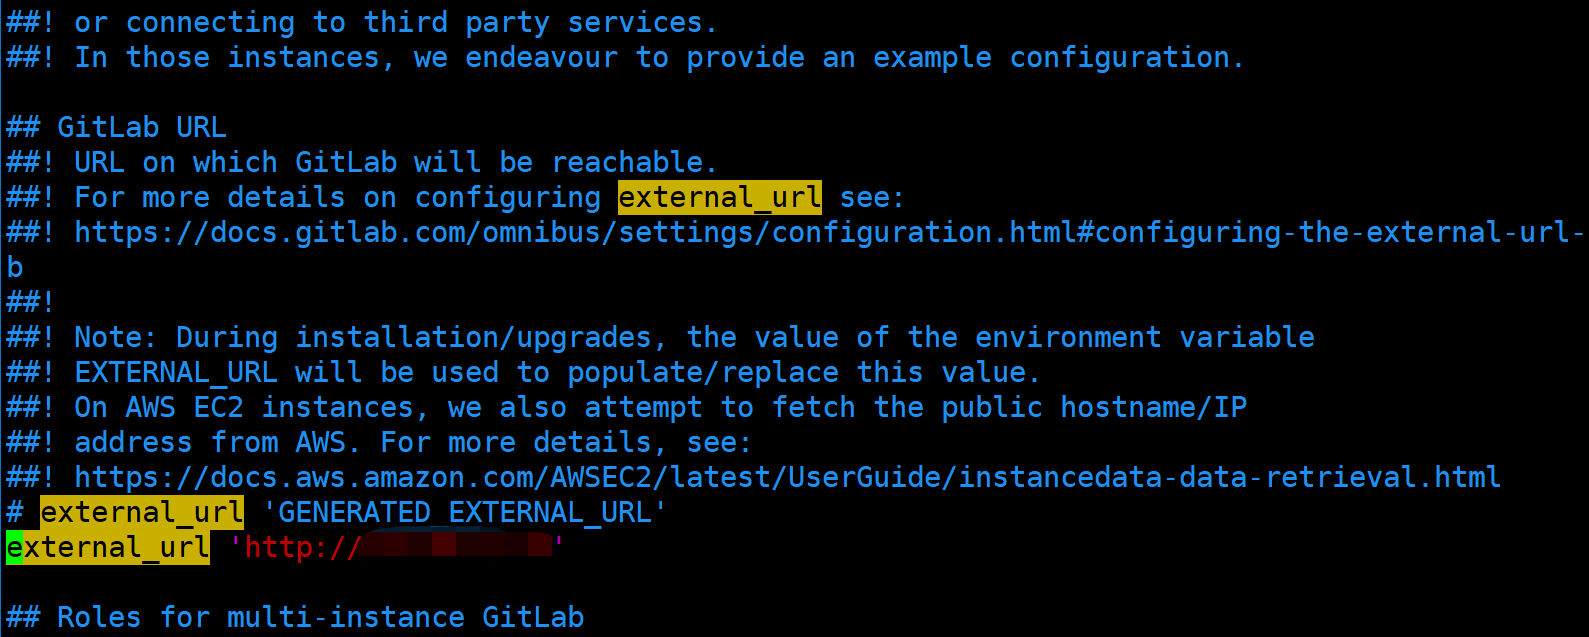 ##! or connecting to third party services.
##! In those instances, we endeavour to provide an example configuration.
## GitLab URL
##! URL on which GitLab will be reachable.
##! For more details on configuring external_url see:
##! https://docs.gitlab.com/omnibus/settings/configuration.html#configuring-the-external-url-
b
##!
##! Note: During installation/upgrades, the value of the environment variable
##! EXTERNAL_URL will be used to populate/replace this value.
##! On AWS EC2 instances, we also attempt to fetch the public hostname/IP
##! address from AWS. For more details, see:
##! https://docs.aws.amazon.com/AWSEC2/latest/UserGuide/instancedata-data-retrieval.html
# external_url 'GENERATED_EXTERNAL_URL'
external_url 'http://'
## Roles for multi-instance GitLab